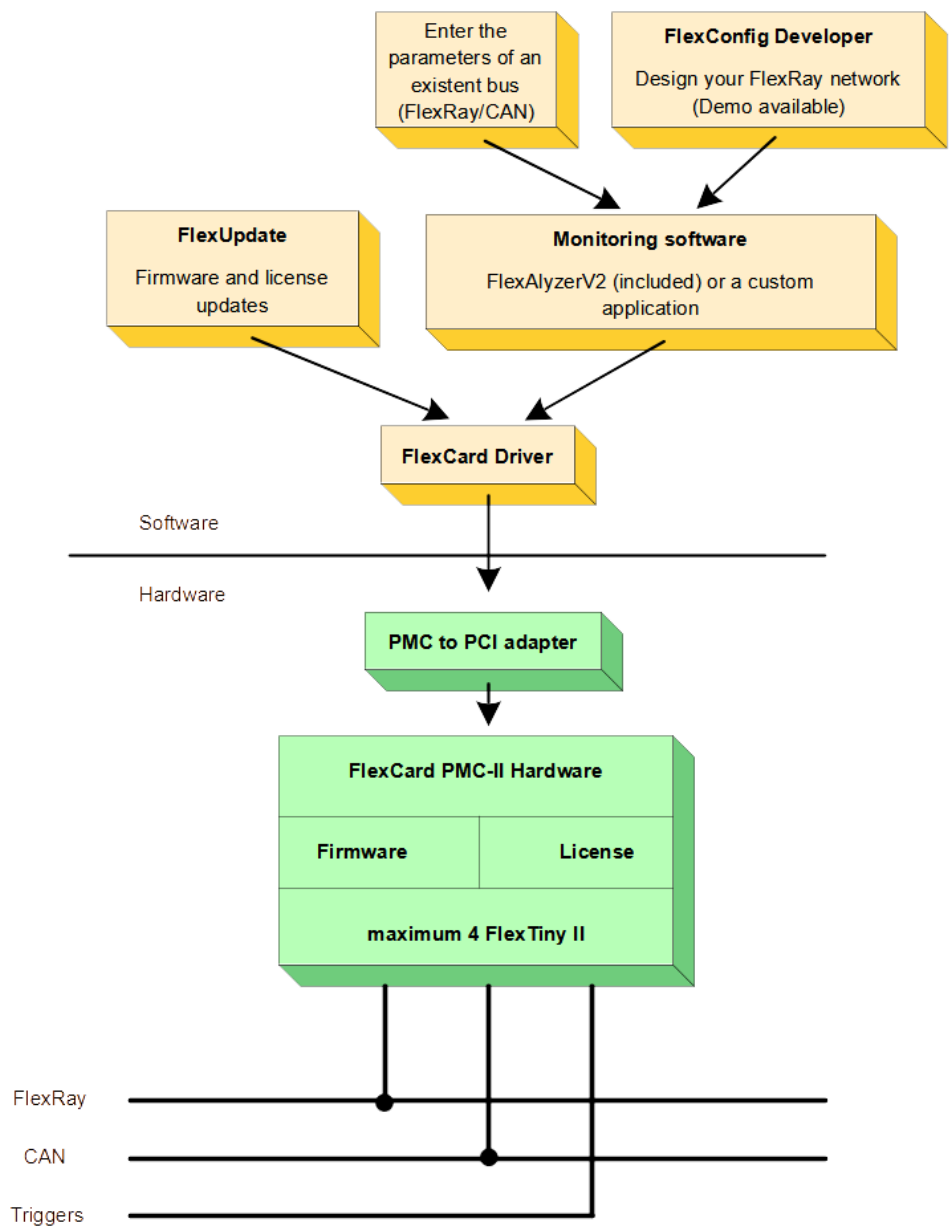 Enter the
parameters of an
existent bus
(FlexRay/CAN)
FlexConfig Developer
Design your FlexRay network
(Demo available)
FlexUpdate
Firmware and license
updates
Monitoring software
FlexAlyzerV2 (included) or a custom
application
FlexCard Driver
Software
Hardware
PMC to PCI adapter
FlexCard PMC-II Hardware
Firmware
License
maximum 4 FlexTiny II
FlexRay
CAN
Triggers